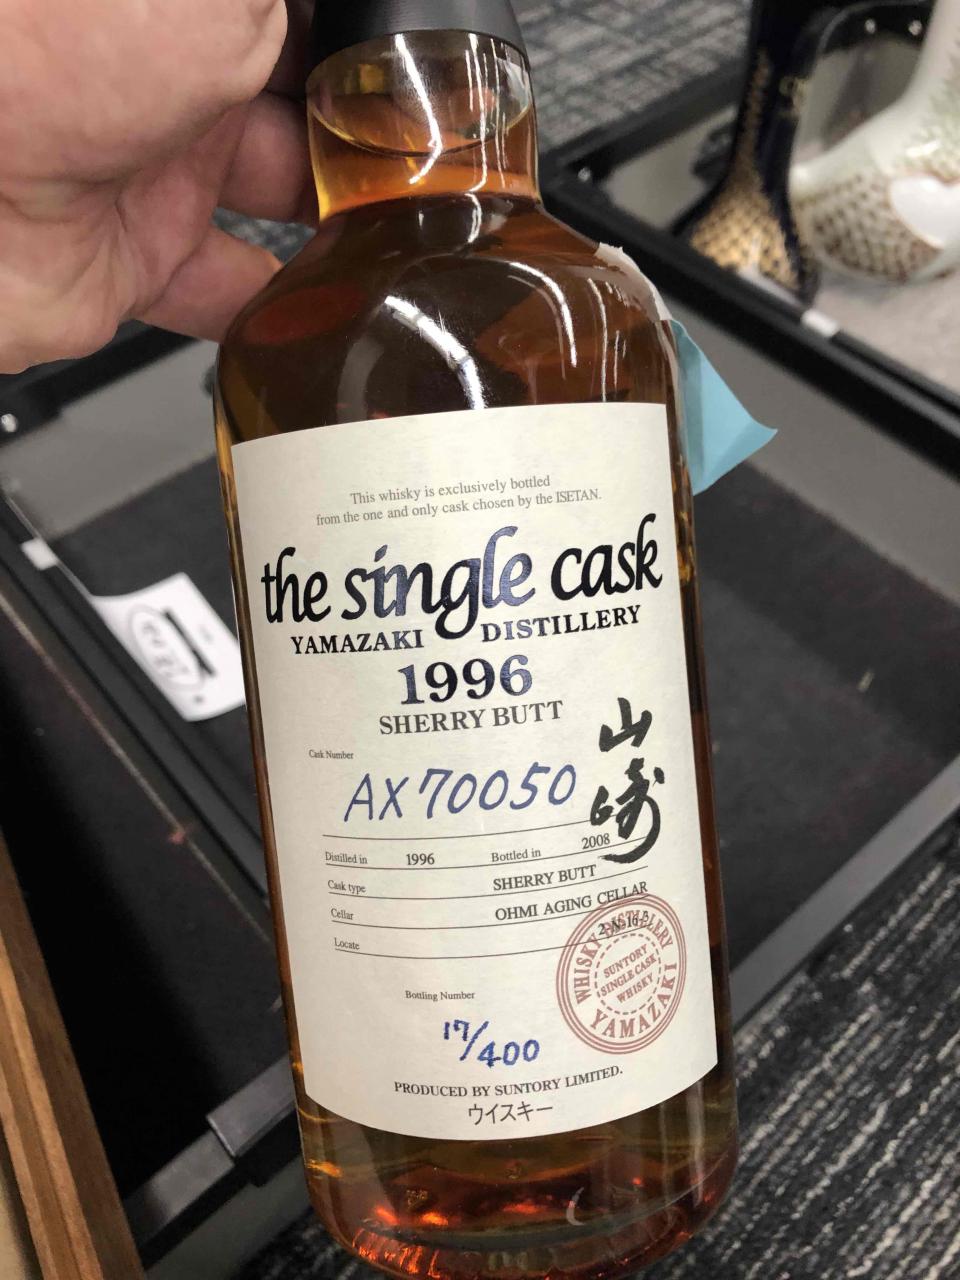 This whisky is exclusively bottled
from the one and only cask chosen by the ISETAN.
the single cask
YAMAZAKI DISTILLERY
1996
SHERRY BUTT
山崎
Cask Number
AX70050
Distilled in 1996 Bottled in 2008
Cask type SHERRY BUTT
Cellar OHMI AGING CELLAR
Locate
WHISKY DISTILLERY
SUNTORY
SINGLE CASK
WHISKY
YAMAZAKI
Bottling Number
17/400
PRODUCED BY SUNTORY LIMITED.
ウイスキー